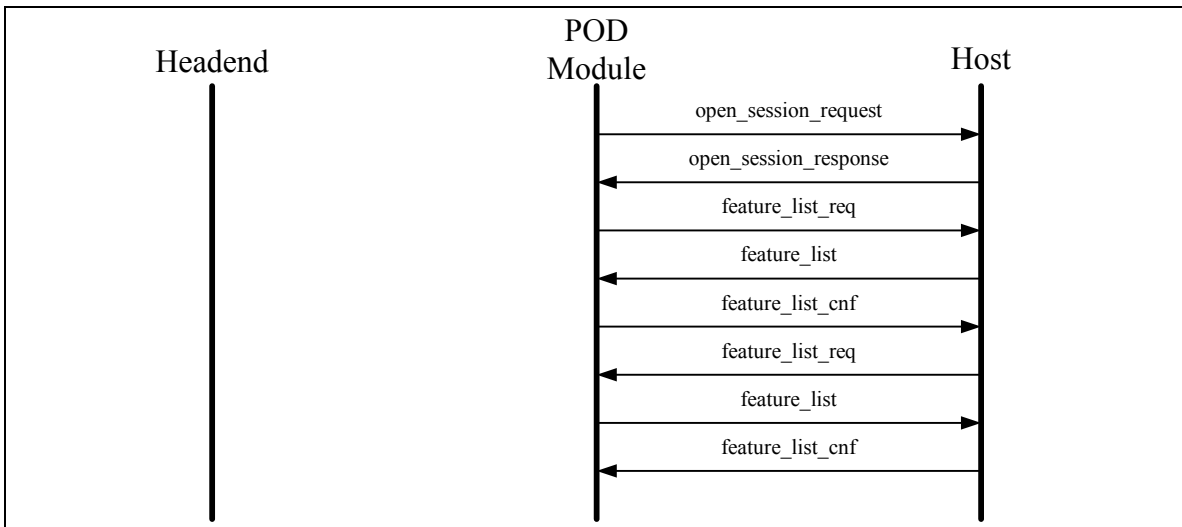 Headend
POD
Module
Host
open_session_request
open_session_response
feature_list_req
feature_list
feature_list_cnf
feature_list_req
feature_list
feature_list_cnf